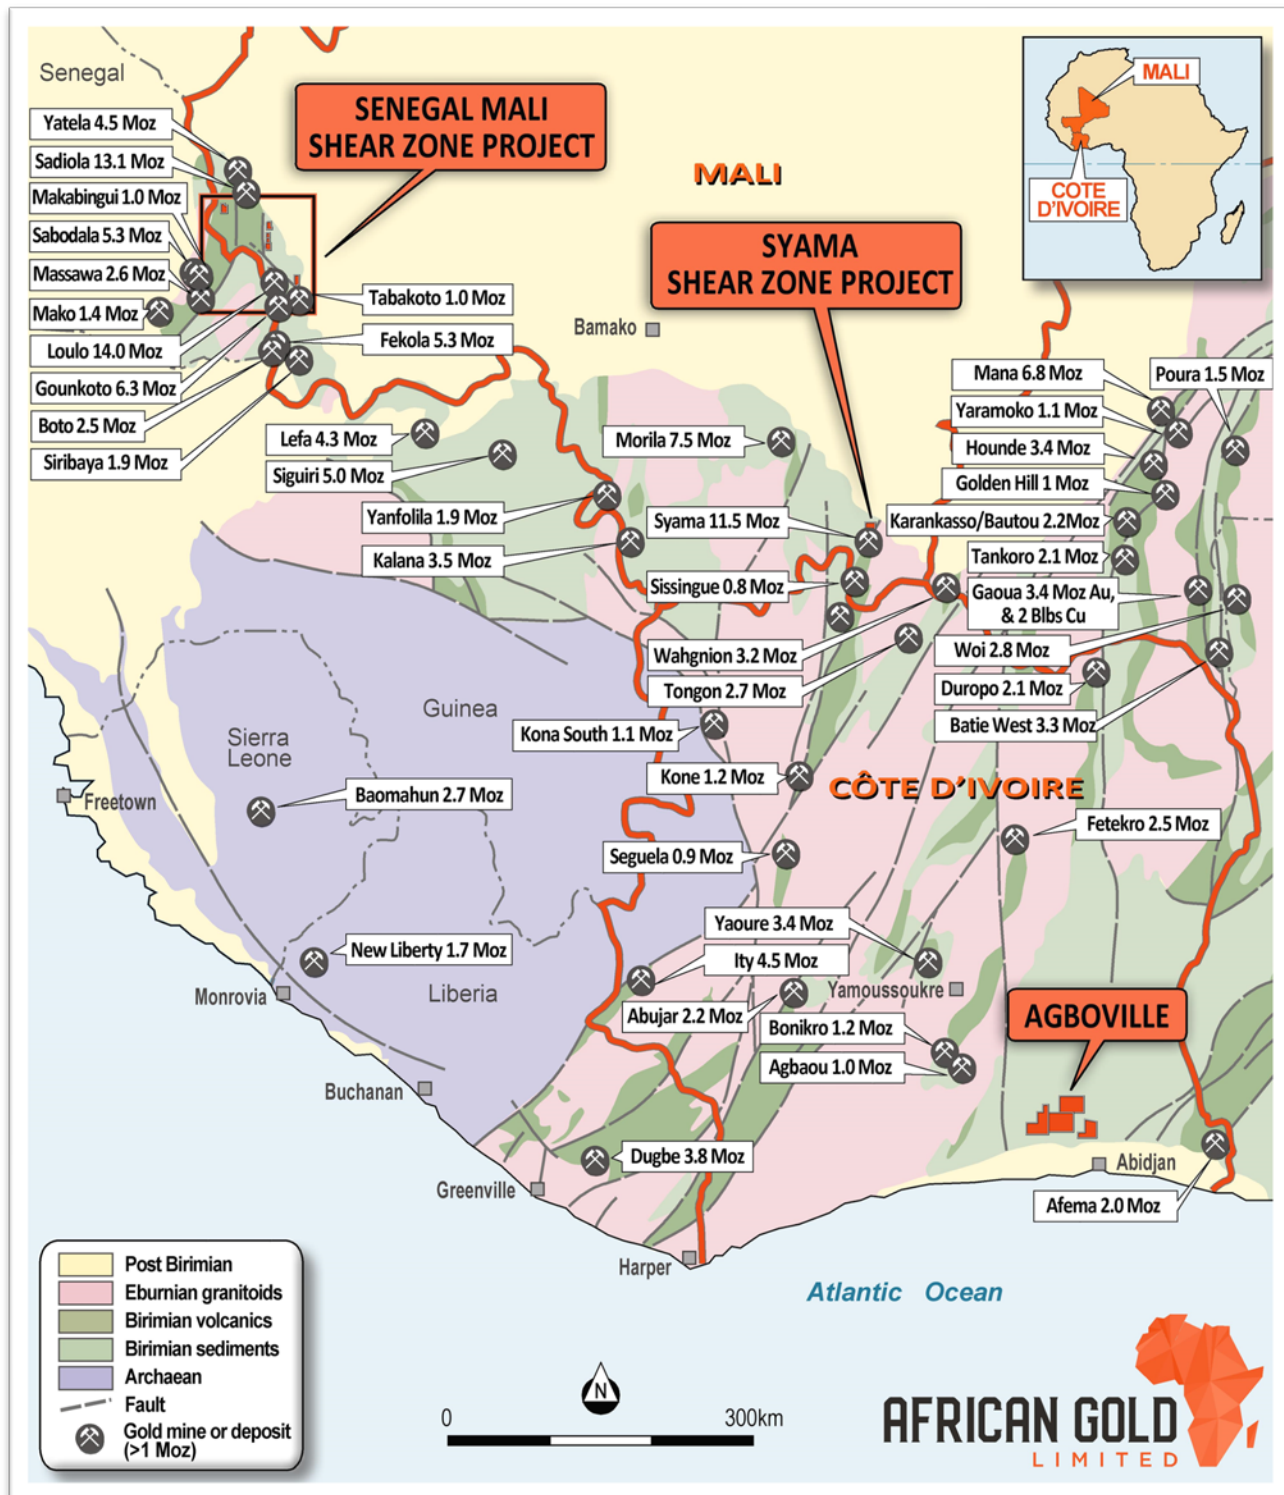 Senegal
SENEGAL MALI
SHEAR ZONE PROJECT
MALI
COTE
D'IVOIRE
MALI
SYAMA
SHEAR ZONE PROJECT
Yatela 4.5 Moz
Sadiola 13.1 Moz
Makabingui 1.0 Moz
Sabodala 5.3 Moz
Massawa 2.6 Moz
Mako 1.4 Moz
Loulo 14.0 Moz
Gounkoto 6.3 Moz
Boto 2.5 Moz
Siribaya 1.9 Moz
Tabakoto 1.0 Moz
Fekola 5.3 Moz
Bamako
Lefa 4.3 Moz
Siguiri 5.0 Moz
Morila 7.5 Moz
Yanfolila 1.9 Moz
Kalana 3.5 Moz
Syama 11.5 Moz
Sissingue 0.8 Moz
Wahgnion 3.2 Moz
Tongon 2.7 Moz
Mana 6.8 Moz
Poura 1.5 Moz
Yaramoko 1.1 Moz
Hounde 3.4 Moz
Golden Hill 1 Moz
Karankasso/Bautou 2.2Moz
Tankoro 2.1 Moz
Gaoua 3.4 Moz Au,
& 2 Blbs Cu
Woi 2.8 Moz
Duropo 2.1 Moz
Batie West 3.3 Moz
Guinea
Sierra
Leone
Kona South 1.1 Moz
Kone 1.2 Moz
CÔTE D'IVOIRE
Freetown
Baomahun 2.7 Moz
Fetekro 2.5 Moz
Seguela 0.9 Moz
New Liberty 1.7 Moz
Yaoure 3.4 Moz
Ity 4.5 Moz
Monrovia
Liberia
Abujar 2.2 Moz
Yamoussoukre
Bonikro 1.2 Moz
Agbaou 1.0 Moz
AGBOVILLE
Buchanan
Dugbe 3.8 Moz
Greenville
Abidjan
Afema 2.0 Moz
Harper
Atlantic Ocean
Post Birimian
Eburnian granitoids
Birimian volcanics
Birimian sediments
Archaean
Fault
Gold mine or deposit
(>1 Moz)
N
0 300km
AFRICAN GOLD
LIMITED